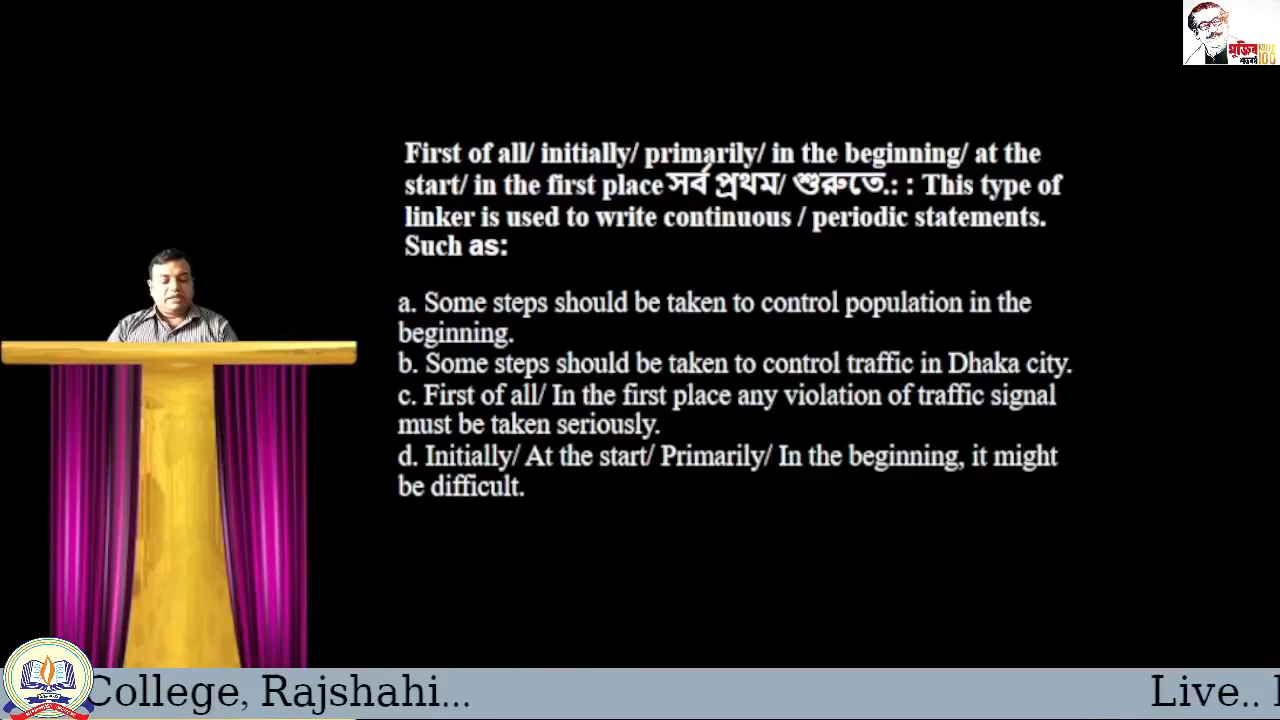 মুজিব
শতবর্ষ
100
First of all/ initially/ primarily/ in the beginning/ at the
start/ in the first place সর্ব প্রথম/ শুরুতে.: : This type of
linker is used to write continuous / periodic statements.
Such as:
a. Some steps should be taken to control population in the
beginning.
b. Some steps should be taken to control traffic in Dhaka city.
c. First of all/ In the first place any violation of traffic signal
must be taken seriously.
d. Initially/ At the start/ Primarily/ In the beginning, it might
be difficult.
College, Rajshahi... Live..